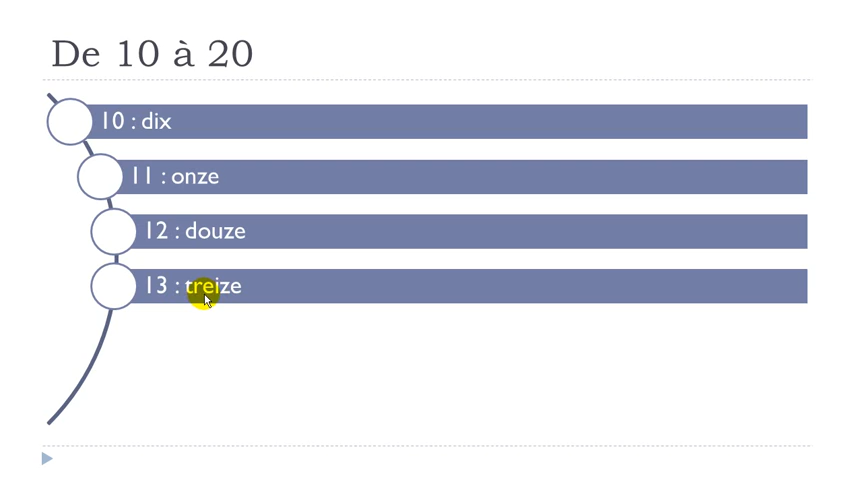 De 10 à 20
10 : dix
11 : onze
12 : douze
13 : treize